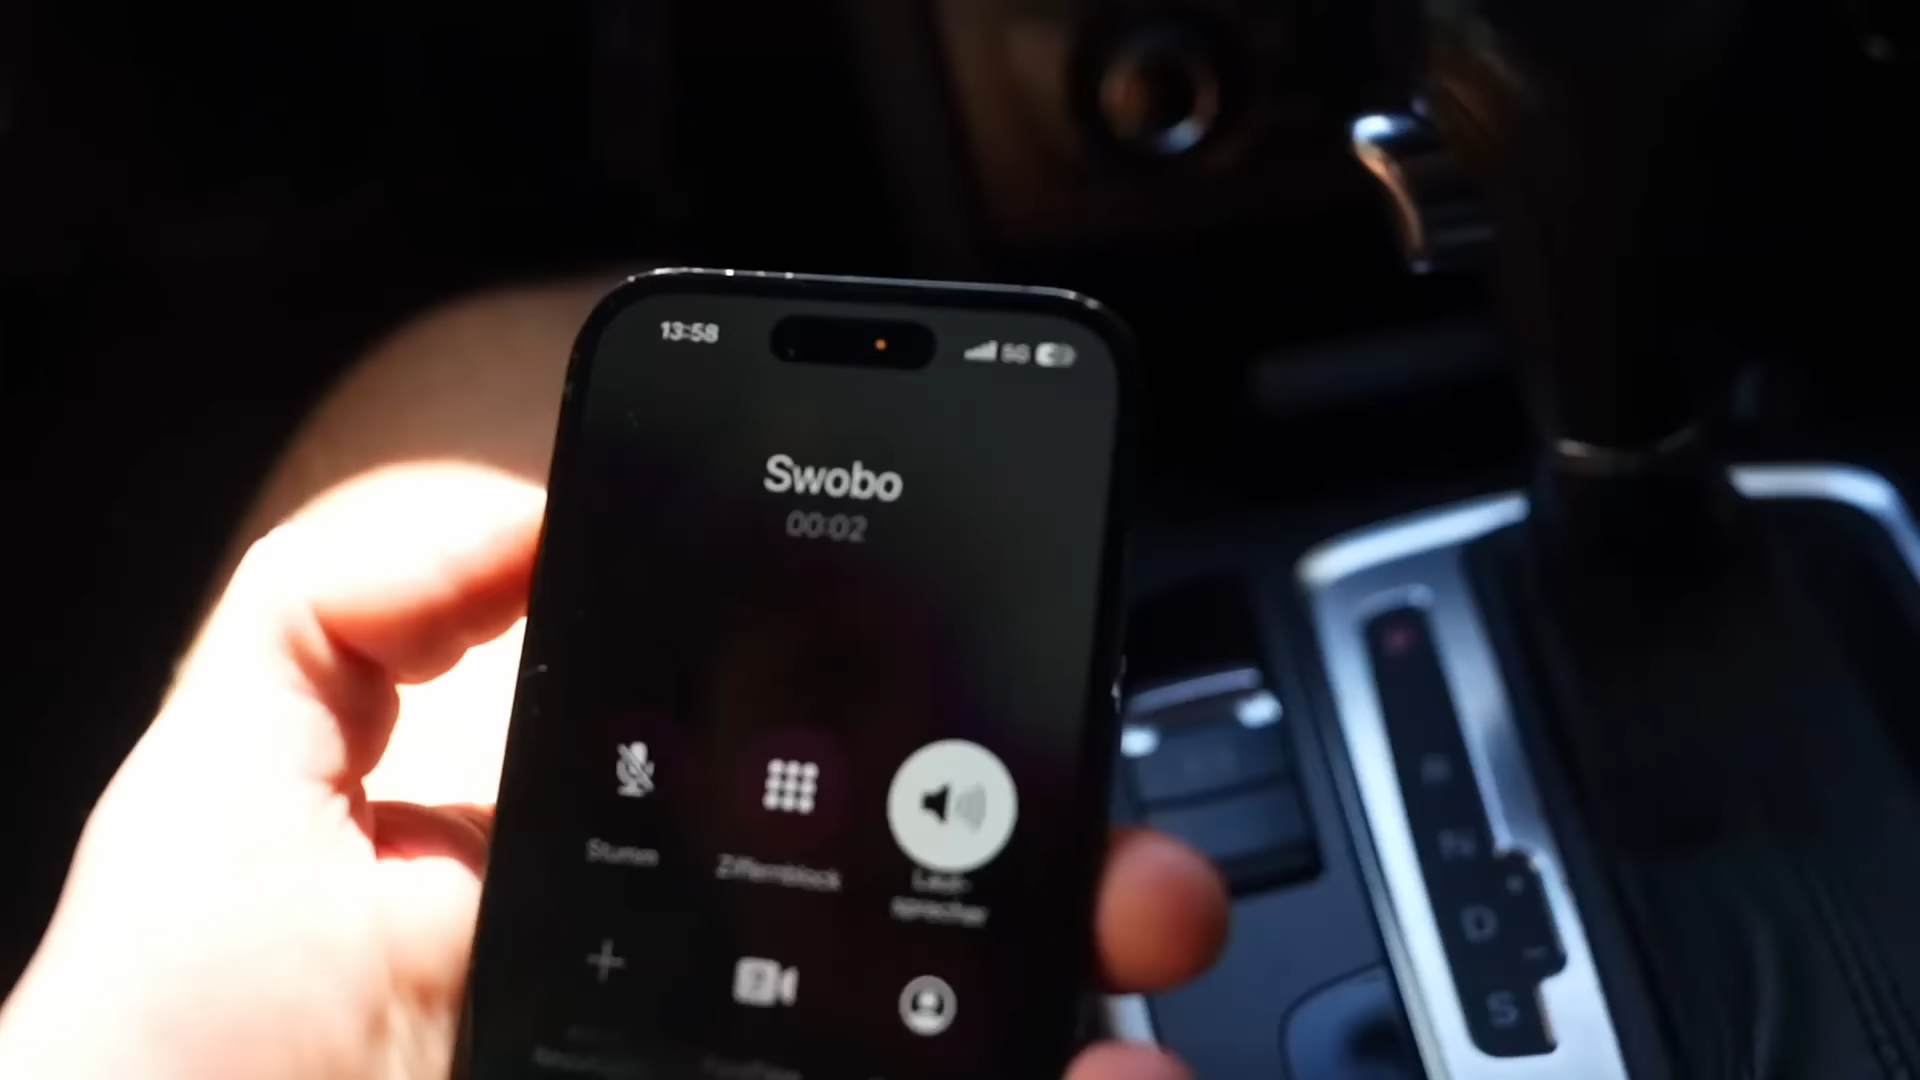 13:58
5G
Swobo
00:02
Stumm
Ziffernblock
Laut-
sprecher
R
N
+
D
−
S